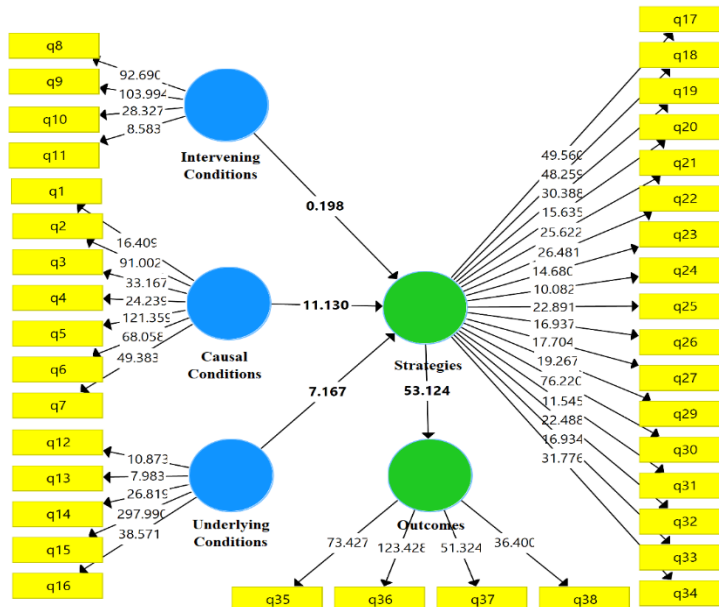 q8
q9
q10
q11
92.690
103.994
28.327
8.583
Intervening
Conditions
0.198
q1
q2
q3
q4
q5
q6
q7
16.409
91.002
33.167
24.239
121.359
68.058
49.383
Causal
Conditions
11.130
q12
q13
q14
q15
q16
10.873
7.983
26.819
297.990
38.571
Underlying
Conditions
7.167
Strategies
53.124
Outcomes
73.427
123.428
51.324
36.400
q35
q36
q37
q38
49.560
48.259
30.388
15.635
25.622
26.481
14.680
10.082
22.891
16.937
17.704
19.267
76.220
11.545
22.488
16.934
31.776
q17
q18
q19
q20
q21
q22
q23
q24
q25
q26
q27
q29
q30
q31
q32
q33
q34